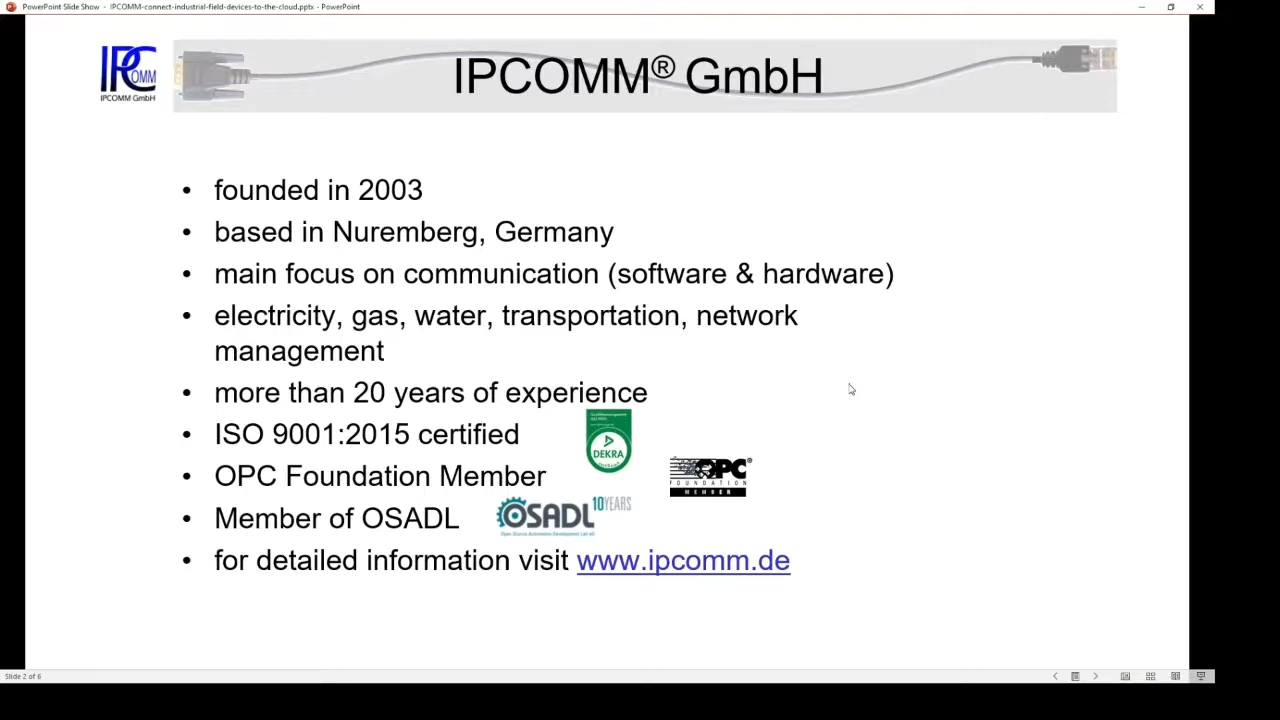 PowerPoint Slide Show - IPCOMM-connect-industrial-field-devices-to-the-cloud.pptx - PowerPoint
IPCOMM
IPCOMM GmbH
IPCOMM® GmbH
• founded in 2003
• based in Nuremberg, Germany
• main focus on communication (software & hardware)
• electricity, gas, water, transportation, network
management
• more than 20 years of experience
• ISO 9001:2015 certified
DEKRA
• OPC Foundation Member
OPC®
FOUNDATION
MEMBER
• Member of OSADL
OSADL 10YEARS
• for detailed information visit www.ipcomm.de
Slide 2 of 6